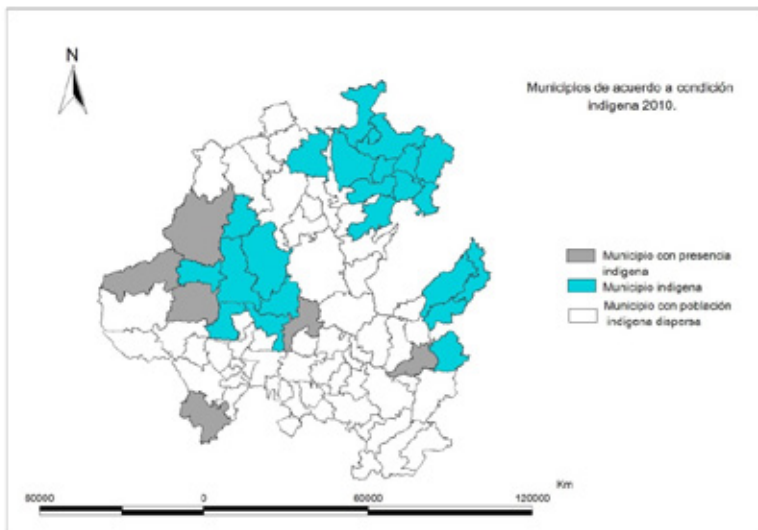 N
Municipios de acuerdo a condición
indígena 2010.
Municipio con presencia
indígena
Municipio indígena
Municipio con población
indígena dispersa
Km
60000 0 60000 120000